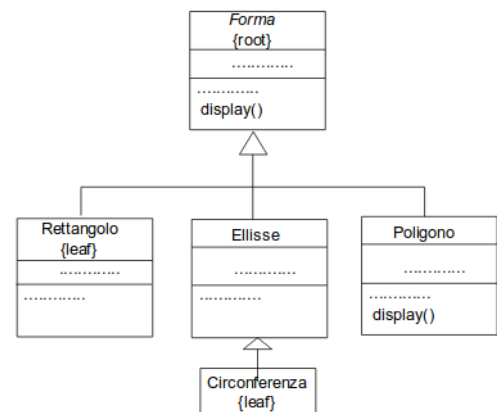 Forma
{root}
.............
.............
display()
Rettangolo
{leaf}
.............
.............
Ellisse
.............
.............
Poligono
.............
.............
display()
Circonferenza
{leaf}